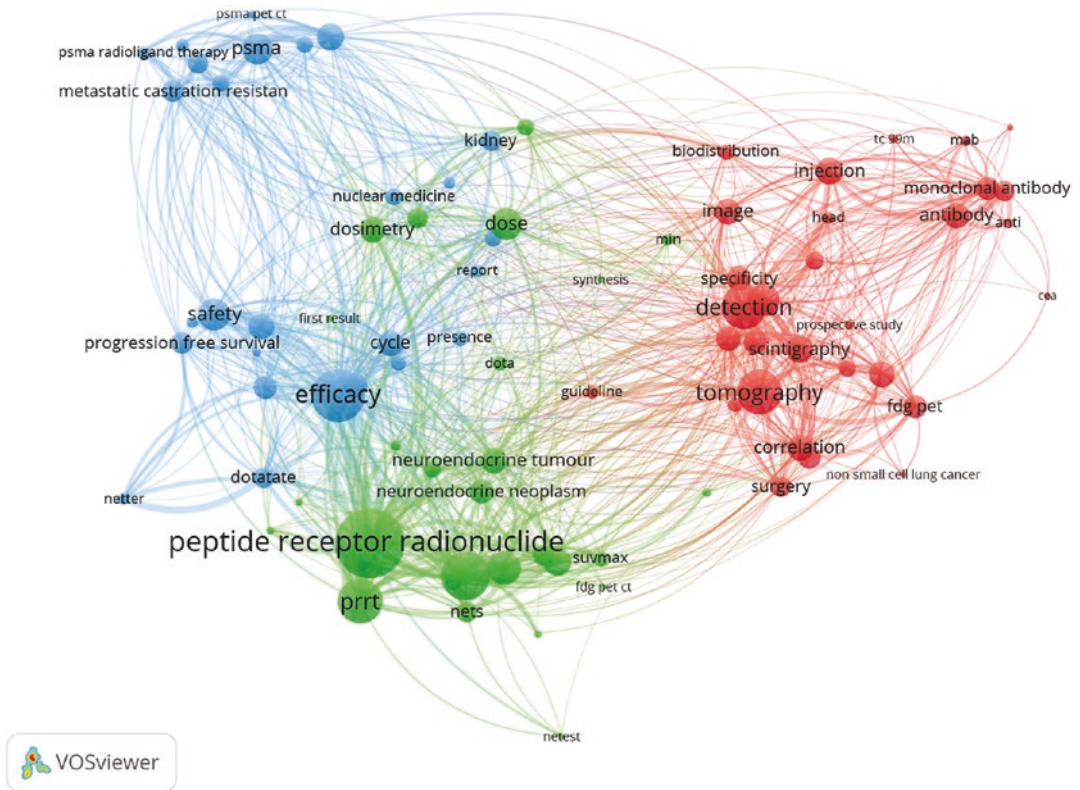 psma pet ct
psma radioligand therapy
psma
metastatic castration resistan
kidney
tc 99m
mab
biodistribution
injection
nuclear medicine
monoclonal antibody
image
head
antibody
anti
dosimetry
dose
min
report
synthesis
specificity
cea
detection
safety
first result
prospective study
progression free survival
cycle
presence
scintigraphy
dota
efficacy
guideline
tomography
fdg pet
neuroendocrine tumour
correlation
dotatate
non small cell lung cancer
netter
neuroendocrine neoplasm
surgery
peptide receptor radionuclide
suvmax
fdg pet ct
prrt
nets
netest
VOSviewer